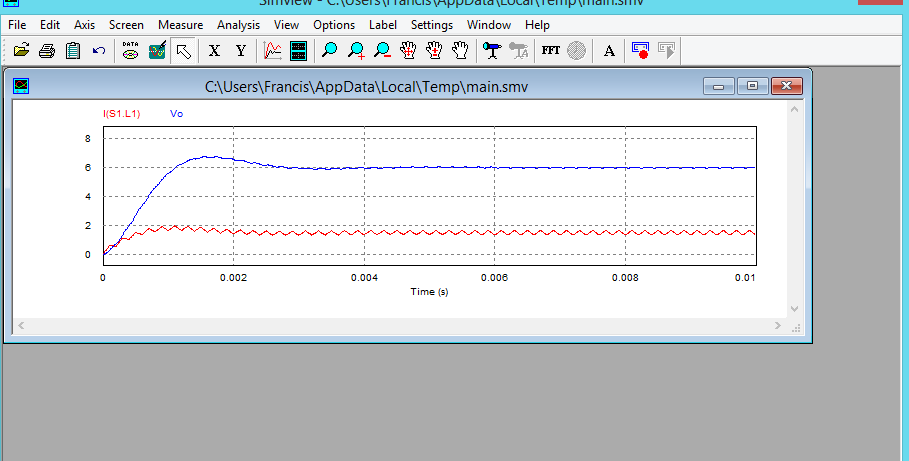 SimView - C:\Users\Francis\AppData\Local\Temp\main.smv
File Edit Axis Screen Measure Analysis View Options Label Settings Window Help
DATA X Y FFT A
C:\Users\Francis\AppData\Local\Temp\main.smv
I(S1.L1) Vo
8
6
4
2
0
0 0.002 0.004 0.006 0.008 0.01
Time (s)